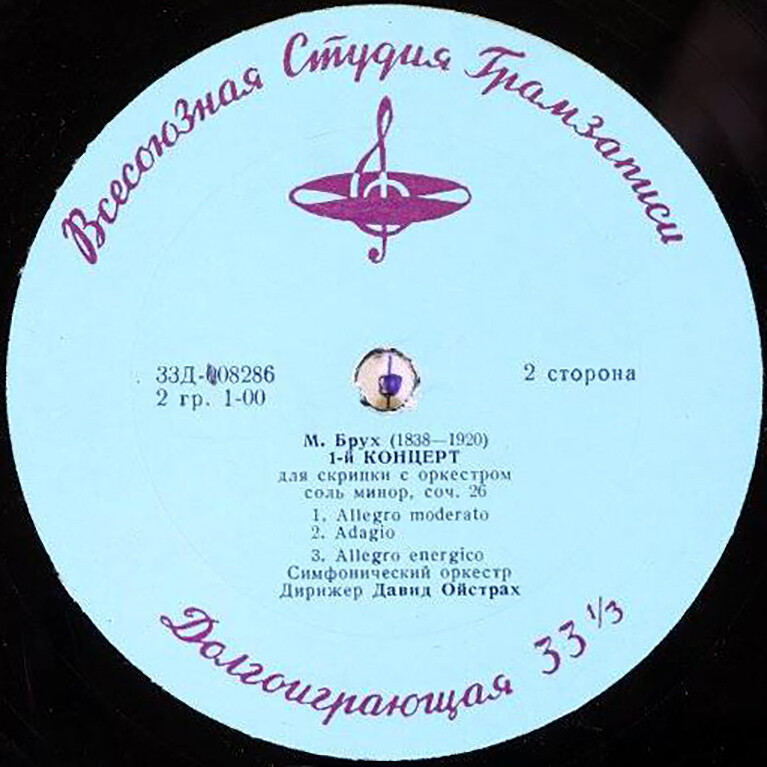 Всесоюзная Студия Грамзаписи
33Д-008286
2 гр. 1-00
2 сторона
М. Брух (1838—1920)
1-й КОНЦЕРТ
для скрипки с оркестром
соль минор, соч. 26
1. Allegro moderato
2. Adagio
3. Allegro energico
Симфонический оркестр
Дирижер Давид Ойстрах
Долгоиграющая 33 1/3